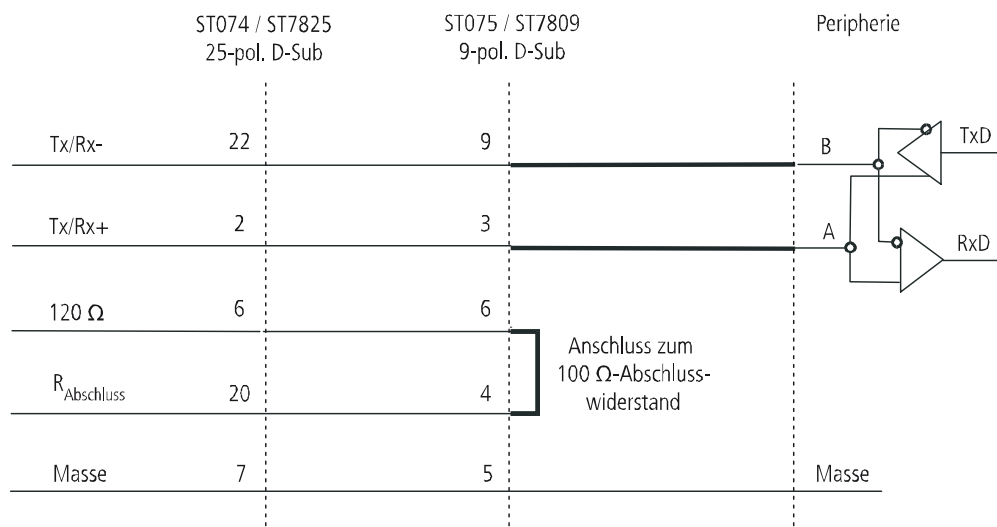 ST074 / ST7825
25-pol. D-Sub
ST075 / ST7809
9-pol. D-Sub
Peripherie
Tx/Rx- 22 9 B TxD
Tx/Rx+ 2 3 A RxD
120 Ω 6 6
Anschluss zum
100 Ω-Abschluss-
widerstand
R Abschluss 20 4
Masse 7 5 Masse